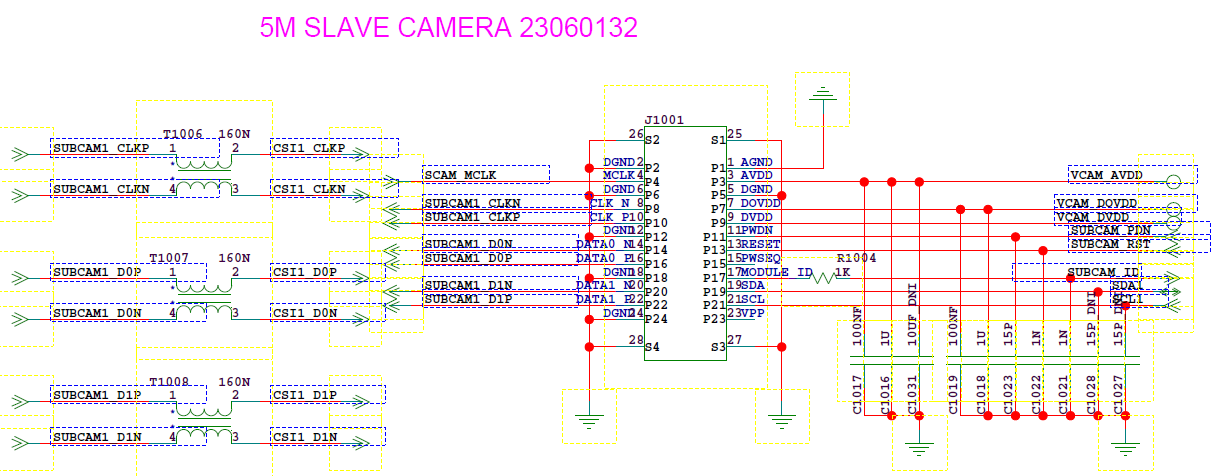 5M SLAVE CAMERA 23060132
T1006 160N
SUBCAM1_CLKP 1 2 CSI1_CLKP
SUBCAM1_CLKN 4 3 CSI1_CLKN
T1007 160N
SUBCAM1_D0P 1 2 CSI1_D0P
SUBCAM1_D0N 4 3 CSI1_D0N
T1008 160N
SUBCAM1_D1P 1 2 CSI1_D1P
SUBCAM1_D1N 4 3 CSI1_D1N
J1001
26 S2 S1 25
DGND 2 P2 P1 1 AGND
SCAM_MCLK MCLK 4 P4 P3 3 AVDD VCAM_AVDD
DGND 6 P6 P5 5 DGND
SUBCAM1_CLKN CLK_N 8 P8 P7 7 DOVDD VCAM_DOVDD
SUBCAM1_CLKP CLK_P 10 P10 P9 9 DVDD VCAM_DVDD
DGND 12 P12 P11 11 PWDN SUBCAM_PDN
SUBCAM1_D0N DATA0_N 14 P14 P13 13 RESET SUBCAM_RST
SUBCAM1_D0P DATA0_P 16 P16 P15 15 PWSEQ R1004
DGND 18 P18 P17 17 MODULE_ID 1K SUBCAM_ID
SUBCAM1_D1N DATA1_N 20 P20 P19 19 SDA SDA1
SUBCAM1_D1P DATA1_P 22 P22 P21 21 SCL SCL1
DGND 24 P24 P23 23 VPP
28 S4 S3 27
100NF 1U 10UF_DNI 100NF 1U 15P 1N 1N 15P_DNI 15P_DNI
C1017 C1016 C1031 C1019 C1018 C1023 C1022 C1021 C1028 C1027